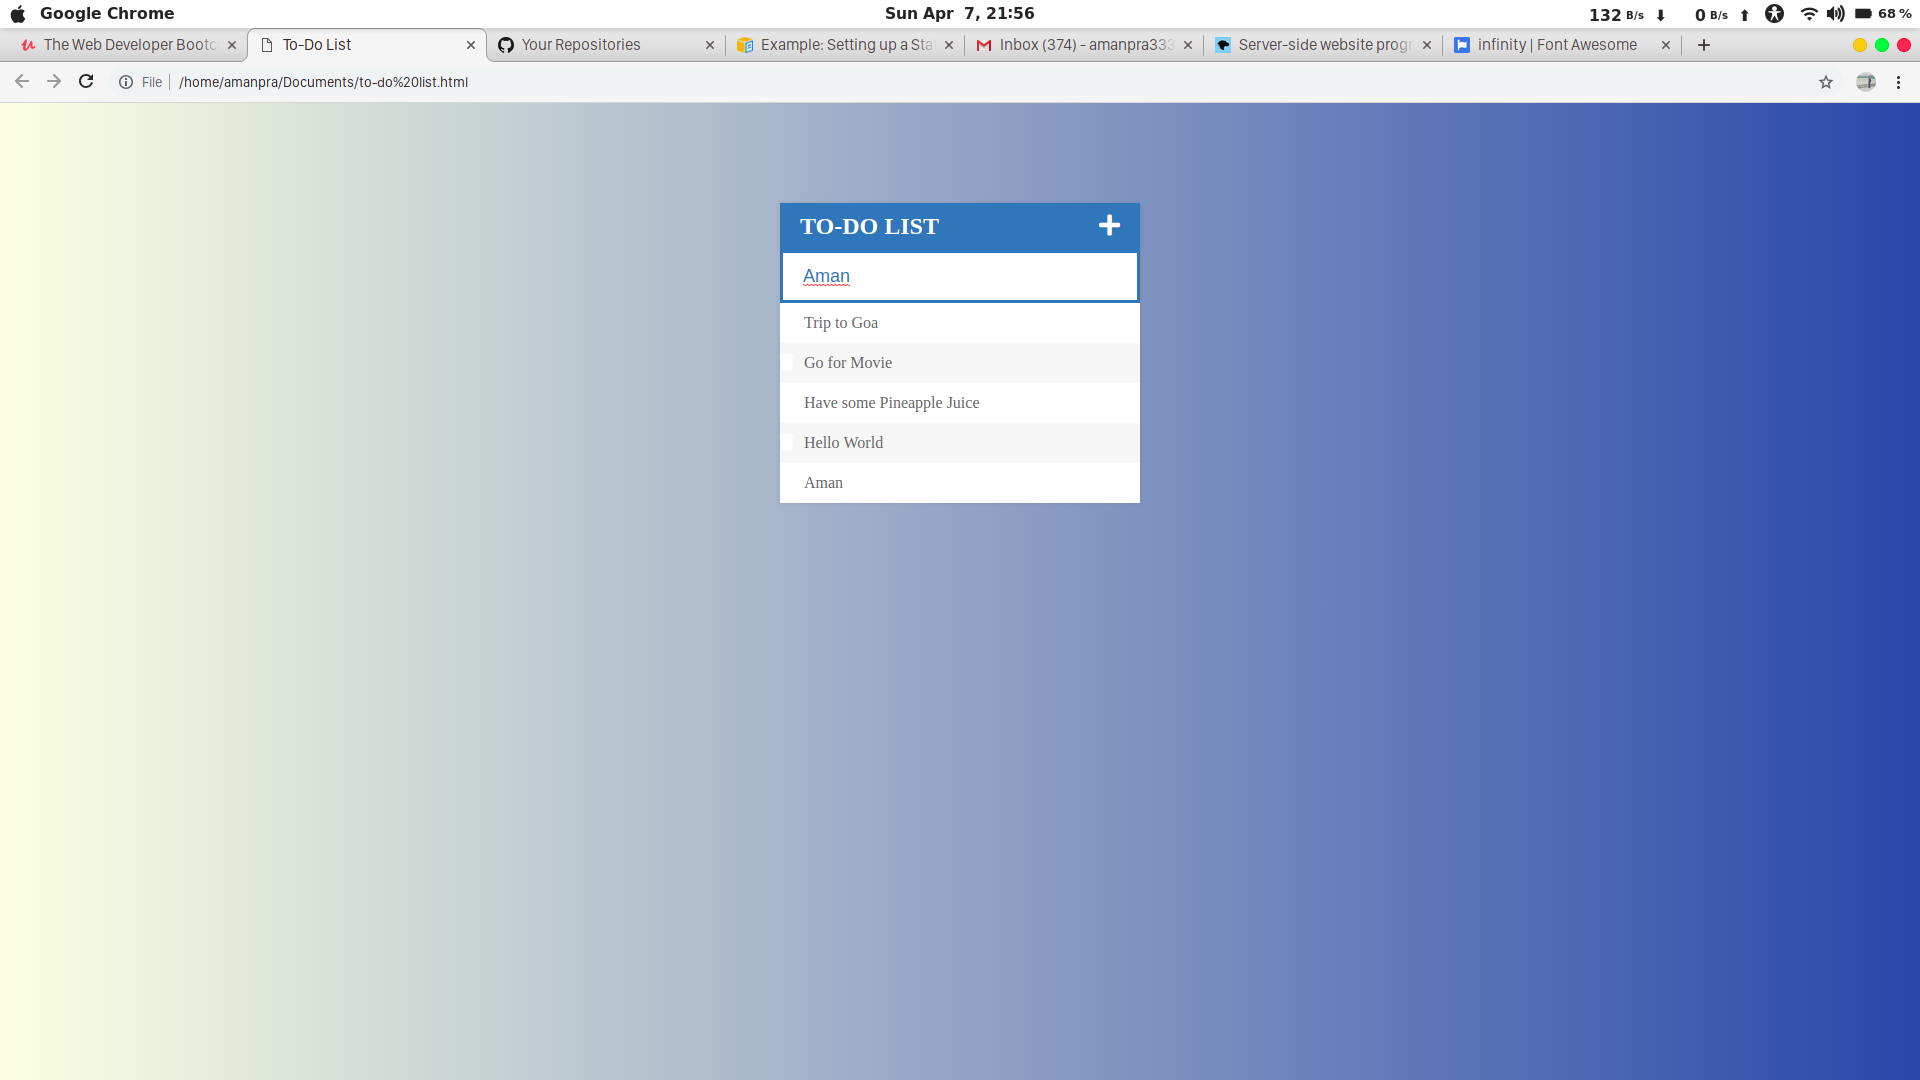 Google Chrome
Sun Apr 7, 21:56
132 B/s 0 B/s 68 %
The Web Developer Bootc
To-Do List
Your Repositories
Example: Setting up a Sta
Inbox (374) - amanpra333
Server-side website progr
infinity | Font Awesome
File /home/amanpra/Documents/to-do%20list.html
TO-DO LIST
Aman
Trip to Goa
Go for Movie
Have some Pineapple Juice
Hello World
Aman